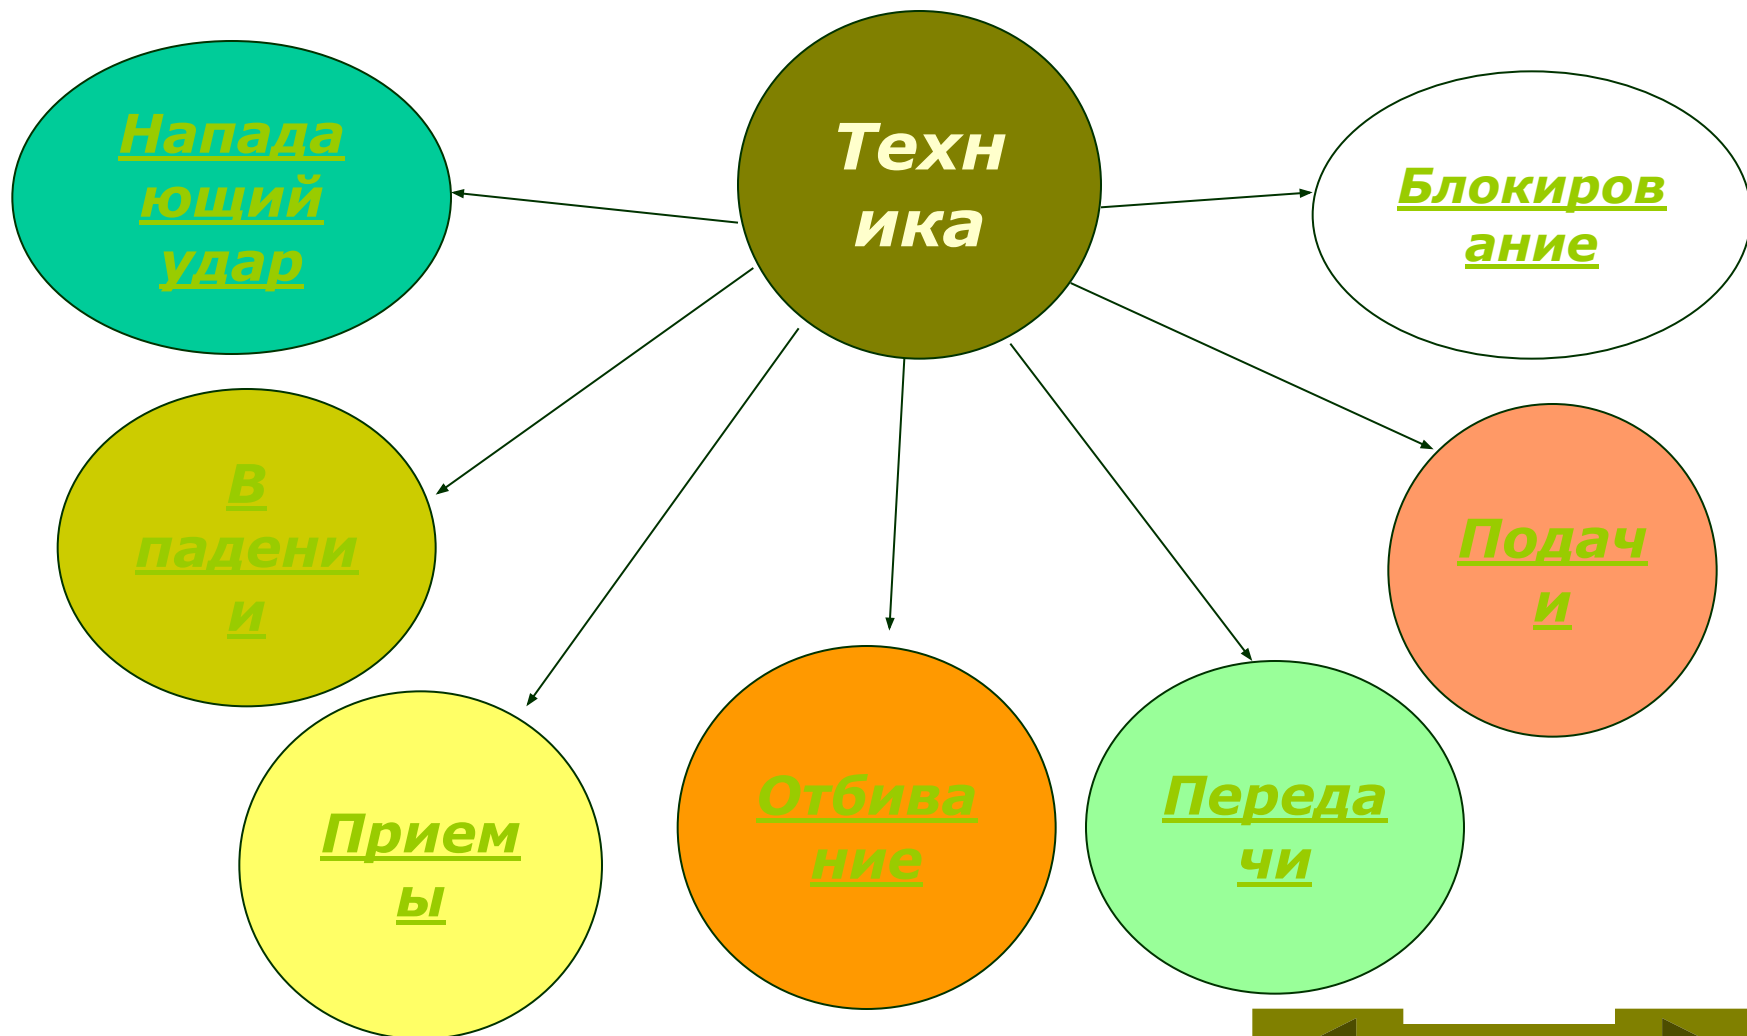 Техн
ика
Напада
ющий
удар
Блокиров
ание
В
падени
и
Подач
и
Прием
ы
Отбива
ние
Переда
чи